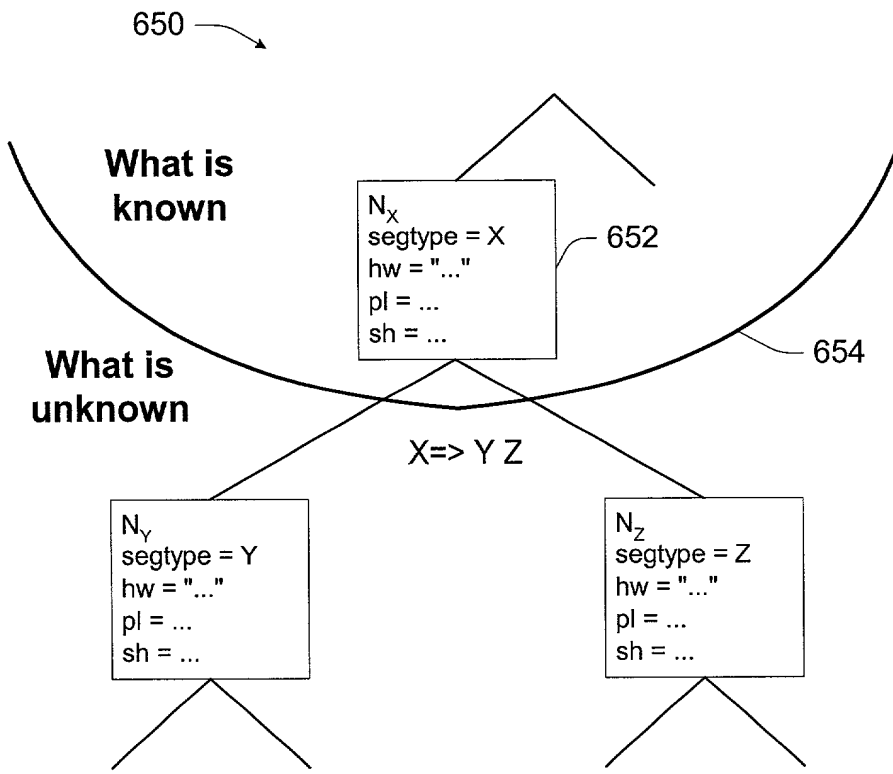 650
What is
known
N_X
segtype = X
hw = "..."
pl = ...
sh = ...
652
654
What is
unknown
X=> Y Z
N_Y
segtype = Y
hw = "..."
pl = ...
sh = ...
N_Z
segtype = Z
hw = "..."
pl = ...
sh = ...